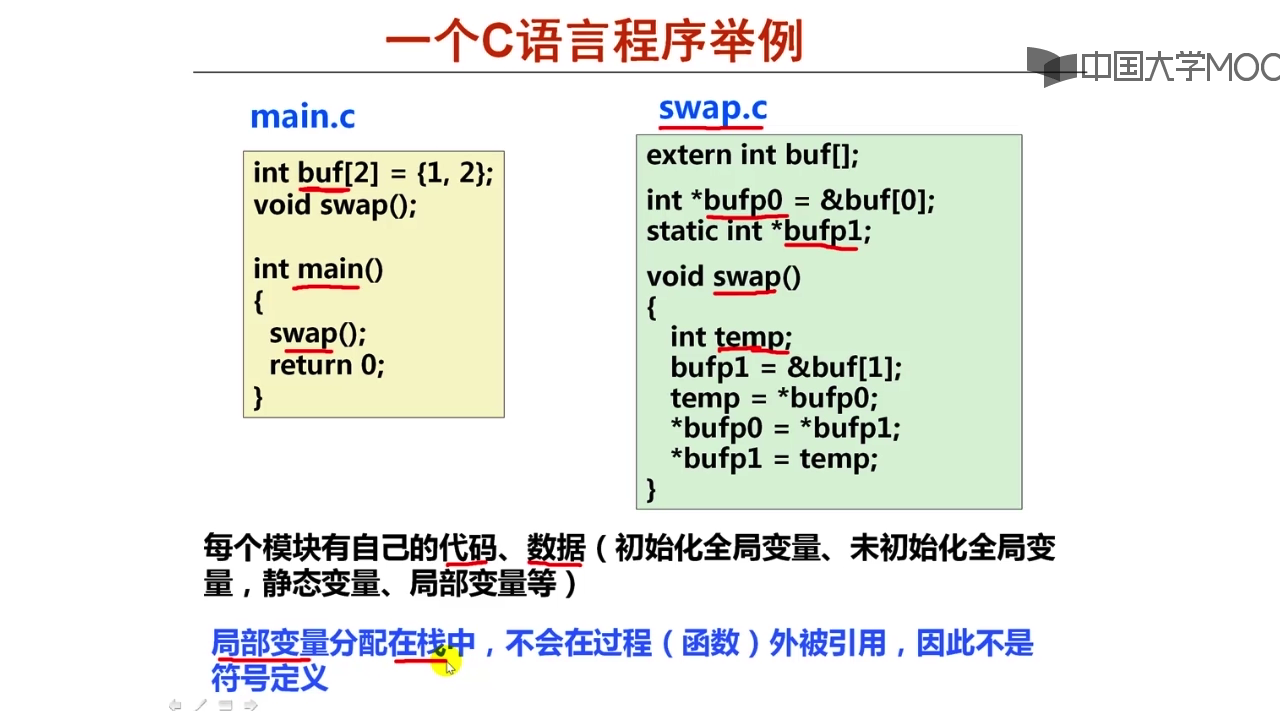 一个C语言程序举例
中国大学MOO
main.c
int buf[2] = {1, 2};
void swap();
int main()
{
swap();
return 0;
}
swap.c
extern int buf[];
int *bufp0 = &buf[0];
static int *bufp1;
void swap()
{
int temp;
bufp1 = &buf[1];
temp = *bufp0;
*bufp0 = *bufp1;
*bufp1 = temp;
}
每个模块有自己的代码、数据（初始化全局变量、未初始化全局变
量，静态变量、局部变量等）
局部变量分配在栈中，不会在过程（函数）外被引用，因此不是
符号定义